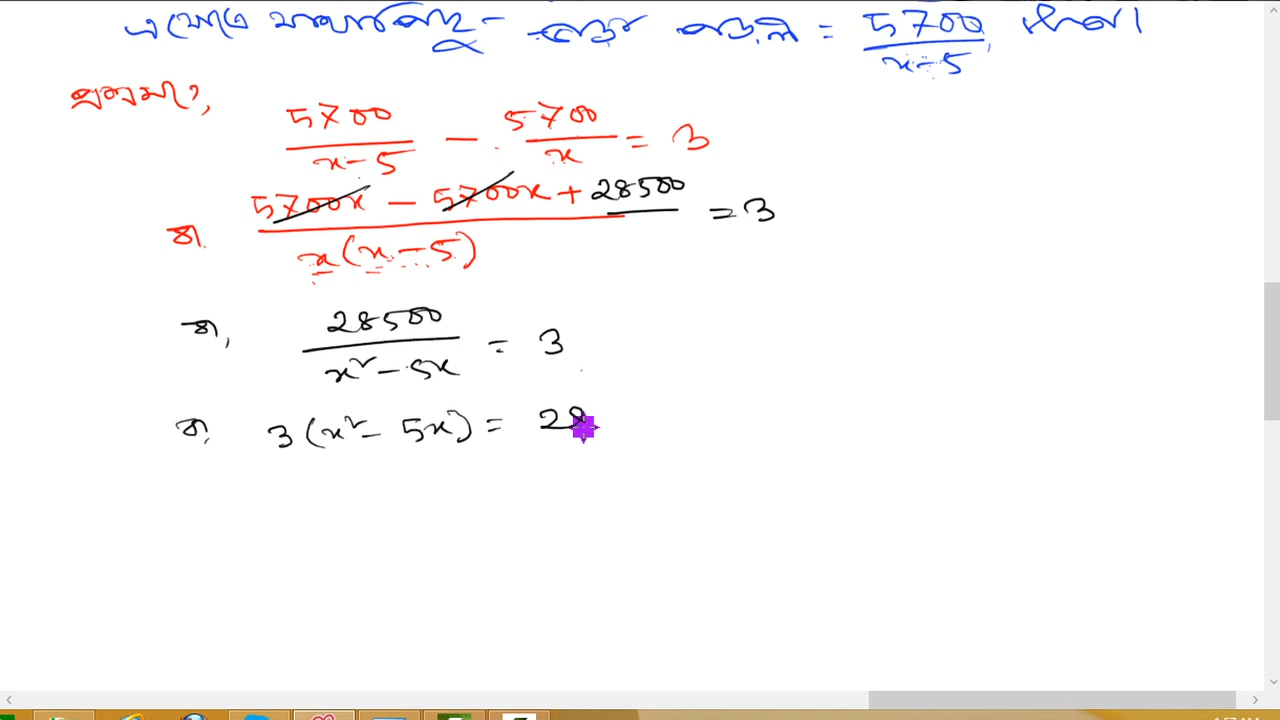 এ মাথাপিছু = 5700/x-5,
প্রশ্নমতে,
5700/x-5 - 5700/x = 3
বা, 5700x - 5700x + 28500/x(x-5) = 3
বা, 28500/x²-5x = 3
বা, 3(x²- 5x) = 28